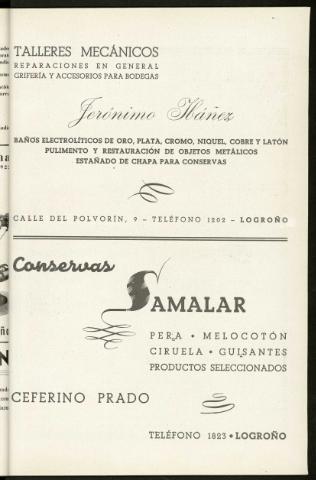 TALLERES MECÁNICOS
REPARACIONES EN GENERAL
GRIFERÍA Y ACCESORIOS PARA BODEGAS
Jerónimo Ibáñez
BAÑOS ELECTROLÍTICOS DE ORO, PLATA, CROMO, NIQUEL, COBRE Y LATÓN
PULIMENTO Y RESTAURACIÓN DE OBJETOS METÁLICOS
ESTAÑADO DE CHAPA PARA CONSERVAS
CALLE DEL POLVORÍN, 9 - TELÉFONO 1202 - LOGROÑO
Conservas
SAMALAR
PERA • MELOCOTÓN
CIRUELA • GUISANTES
PRODUCTOS SELECCIONADOS
CEFERINO PRADO
TELÉFONO 1823 • LOGROÑO